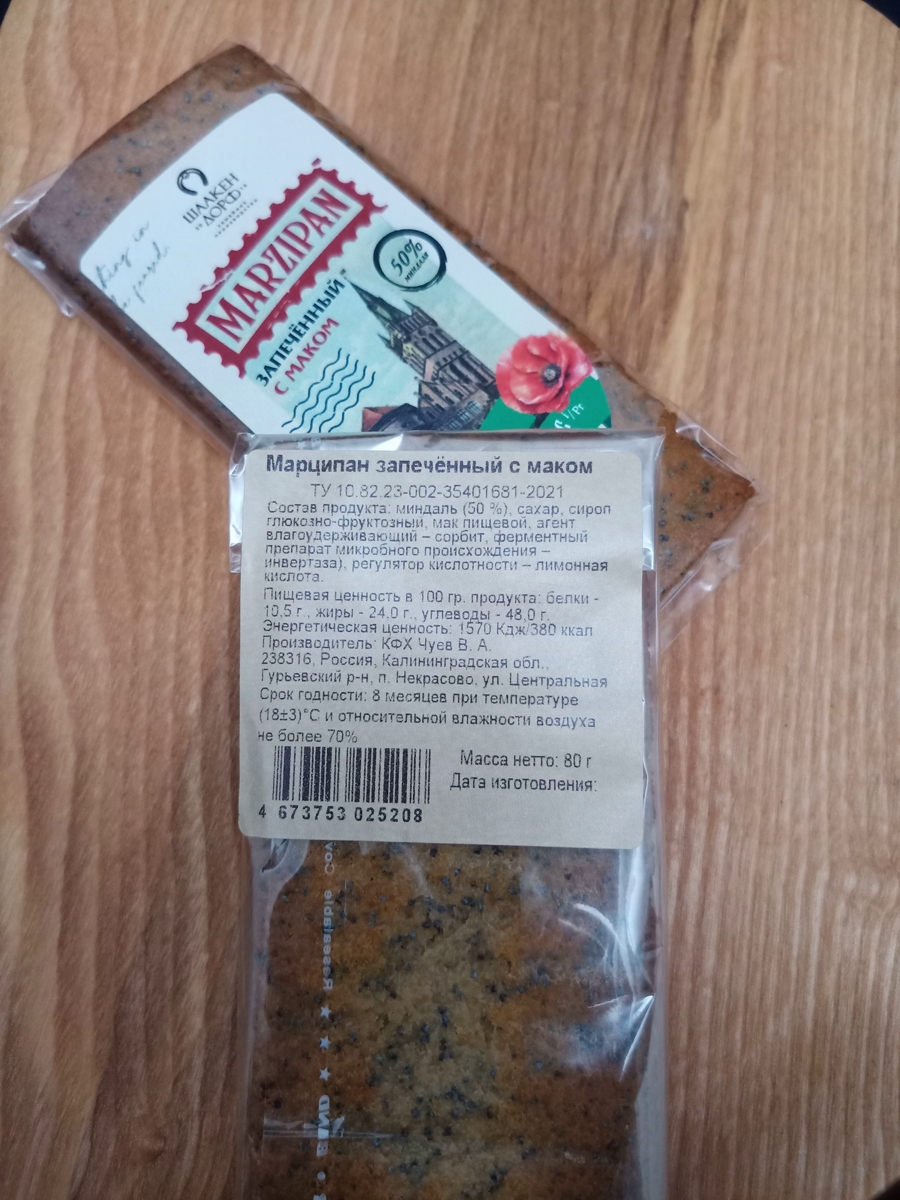 ШААКЕН
ДОРФ
MARZIPAN
50%
МИНДАЛЯ
ЗАПЕЧЁННЫЙ
С МАКОМ
Марципан запечённый с маком
ТУ 10.82.23-002-35401681-2021
Состав продукта: миндаль (50 %), сахар, сироп
глюкозно-фруктозный, мак пищевой, агент
влагоудерживающий – сорбит, ферментный
препарат микробного происхождения –
инвертаза), регулятор кислотности – лимонная
кислота.
Пищевая ценность в 100 гр. продукта: белки -
10,5 г., жиры - 24.0 г., углеводы - 48,0 г.
Энергетическая ценность: 1570 Кдж/380 ккал
Производитель: КФХ Чуев В. А.
238316, Россия, Калининградская обл.,
Гурьевский р-н, п. Некрасово, ул. Центральная
Срок годности: 8 месяцев при температуре
(18±3)°С и относительной влажности воздуха
не более 70%
Масса нетто: 80 г
Дата изготовления:
4 673753 025208
Resealable